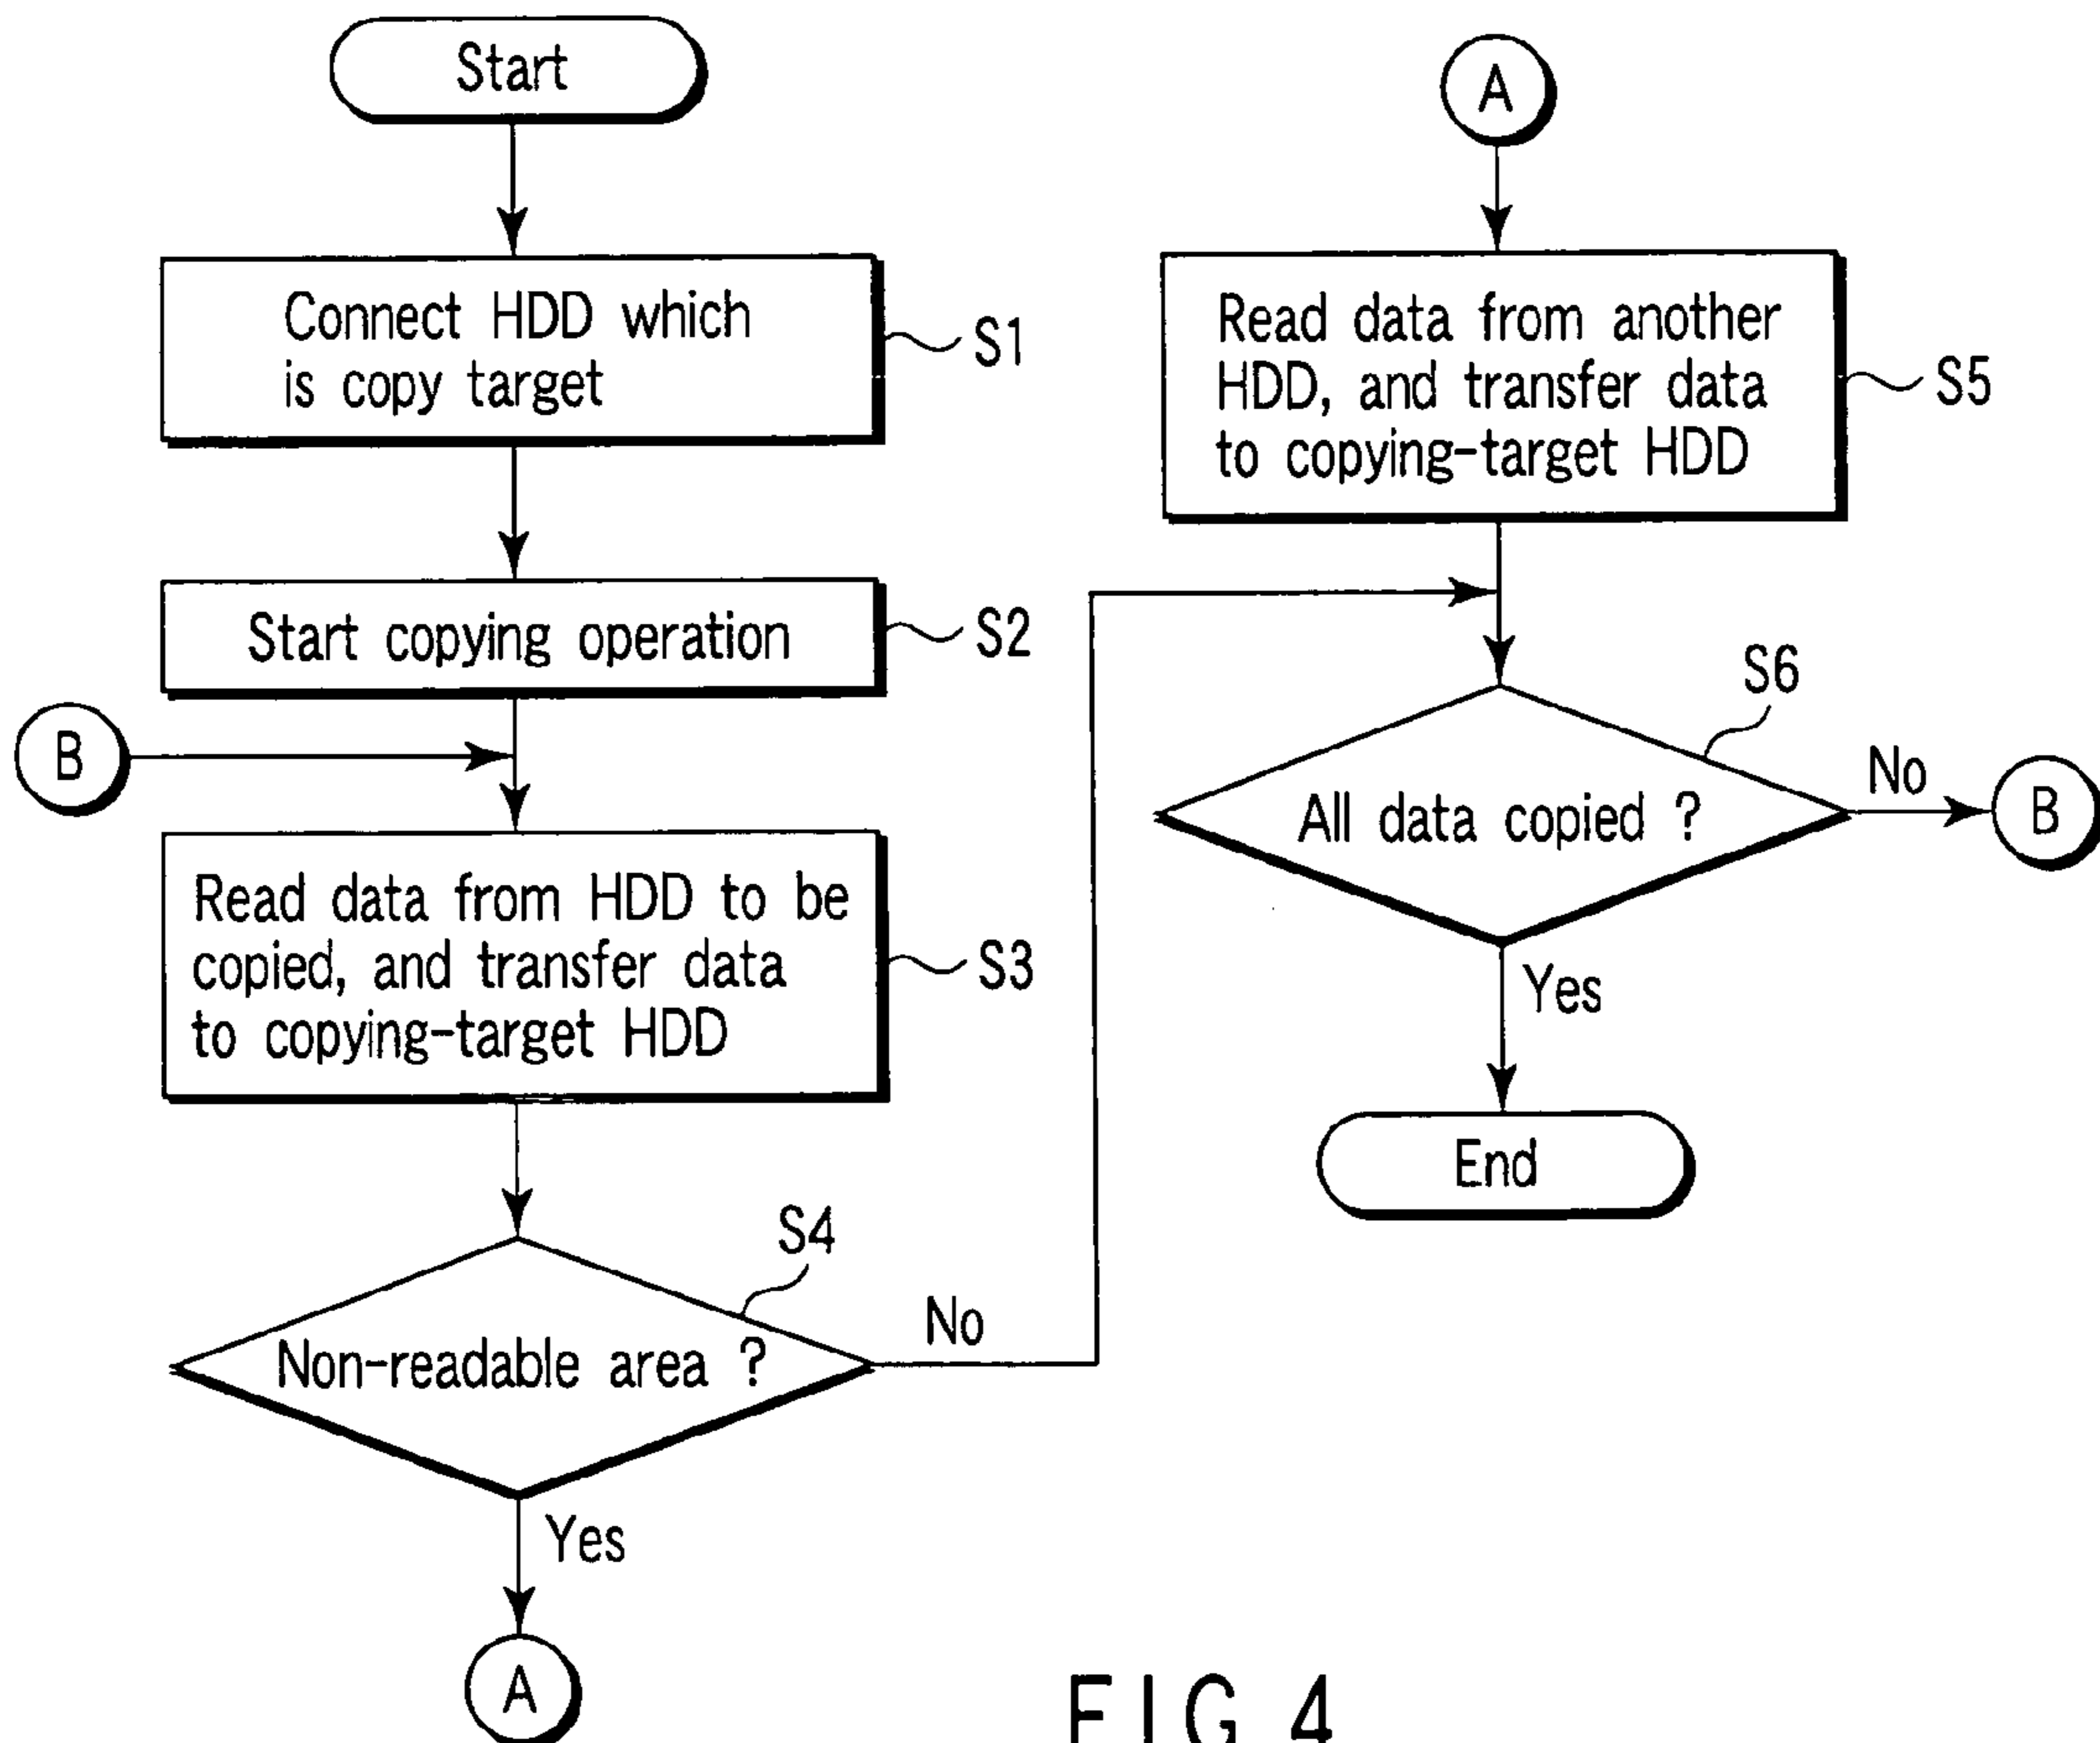 Start
Connect HDD which
is copy target
S1
Start copying operation
S2
B
Read data from HDD to be
copied, and transfer data
to copying-target HDD
S3
S4
Non-readable area ?
No
Yes
A
A
Read data from another
HDD, and transfer data
to copying-target HDD
S5
S6
All data copied ?
No
B
Yes
End
FIG 4